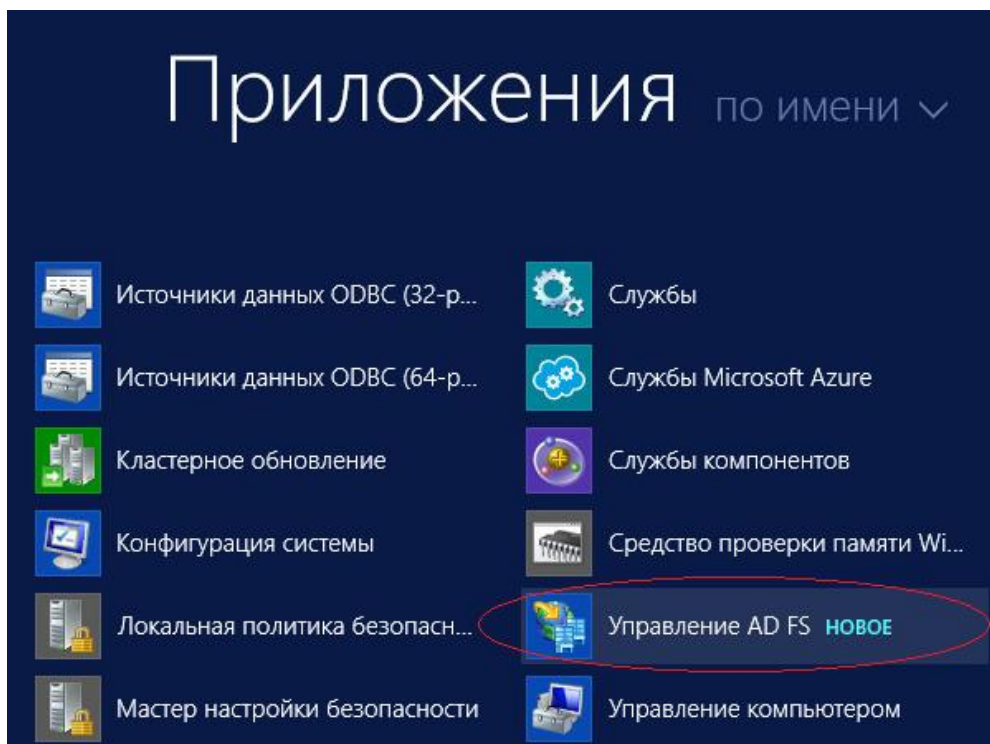 Приложения по имени
Источники данных ODBC (32-р...
Источники данных ODBC (64-р...
Кластерное обновление
Конфигурация системы
Локальная политика безопасн...
Мастер настройки безопасности
Службы
Службы Microsoft Azure
Службы компонентов
Средство проверки памяти Wi...
Управление AD FS НОВОЕ
Управление компьютером